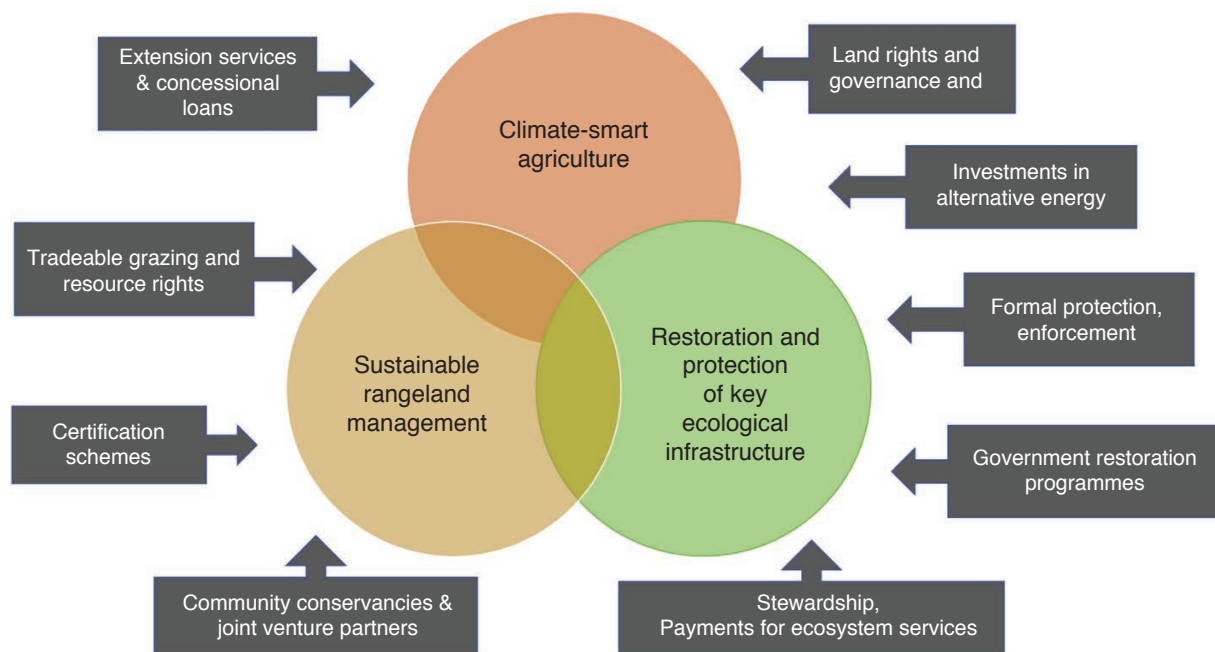 Extension services
& concessional
loans
Land rights and
governance and
Climate-smart
agriculture
Investments in
alternative energy
Tradeable grazing and
resource rights
Formal protection,
enforcement
Sustainable
rangeland
management
Restoration and
protection
of key
ecological
infrastructure
Certification
schemes
Government restoration
programmes
Community conservancies &
joint venture partners
Stewardship,
Payments for ecosystem services